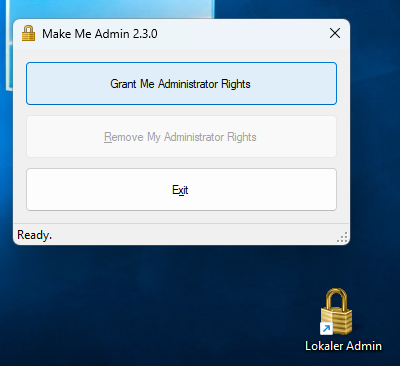 Make Me Admin 2.3.0
Grant Me Administrator Rights
Remove My Administrator Rights
Exit
Ready.
Lokaler Admin